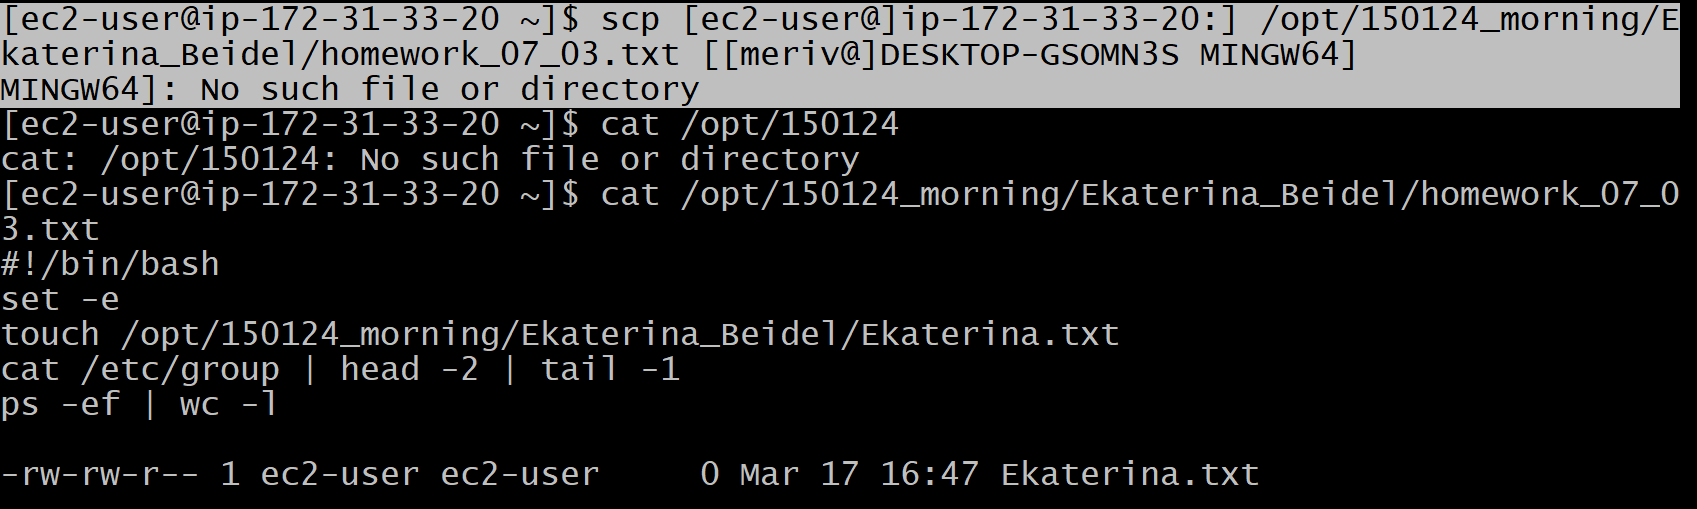 [ec2-user@ip-172-31-33-20 ~]$ scp [ec2-user@]ip-172-31-33-20:] /opt/150124_morning/E
katerina_Beidel/homework_07_03.txt [[meriv@]DESKTOP-GSOMN3S MINGW64]
MINGW64]: No such file or directory
[ec2-user@ip-172-31-33-20 ~]$ cat /opt/150124
cat: /opt/150124: No such file or directory
[ec2-user@ip-172-31-33-20 ~]$ cat /opt/150124_morning/Ekaterina_Beidel/homework_07_0
3.txt
#!/bin/bash
set -e
touch /opt/150124_morning/Ekaterina_Beidel/Ekaterina.txt
cat /etc/group | head -2 | tail -1
ps -ef | wc -l
-rw-rw-r-- 1 ec2-user ec2-user     0 Mar 17 16:47 Ekaterina.txt